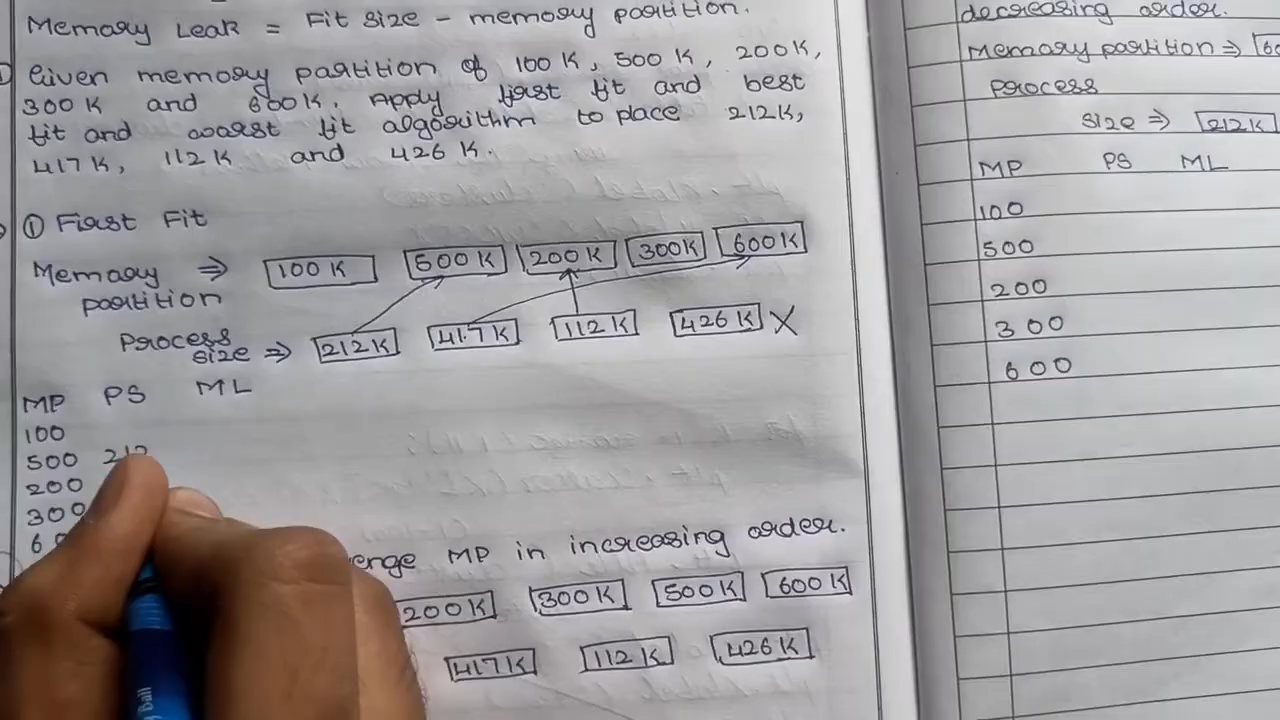 Memory Leak = Fit Size - memory partition.
Given memory partition of 100 K, 500 K, 200 K,
300 K and 600 K. Apply first fit and best
fit and worst fit algorithm to place 212 K,
417 K, 112 K and 426 K.
① First Fit
Memory ⇒ 100 K 500 K 200 K 300 K 600 K
partition
Process
size ⇒ 212 K 417 K 112 K 426 K X
MP PS ML
100
500 212
200
300
60
enge MP in increasing order.
200 K 300 K 500 K 600 K
417 K 112 K 426 K
decreasing order.
Memory partition ⇒ 60
Process
size ⇒ 212 K
MP PS ML
100
500
200
300
600